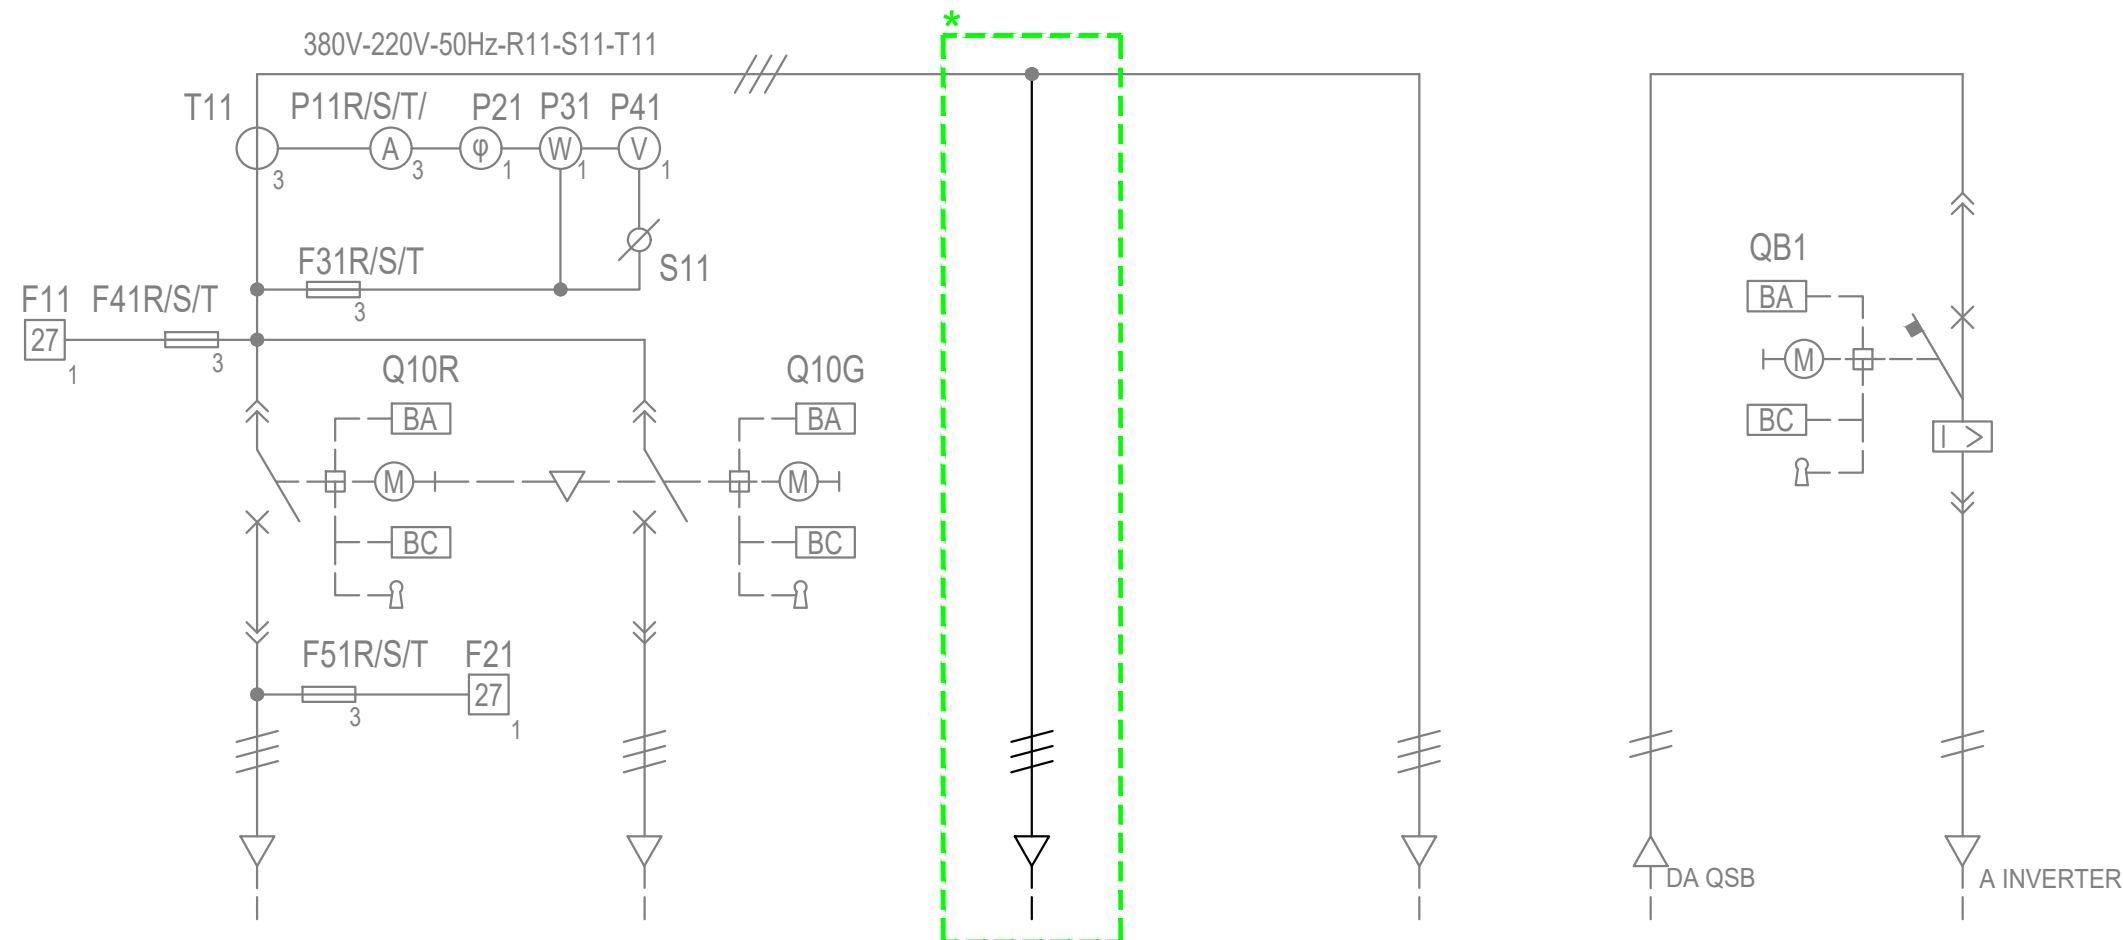 *
380V-220V-50Hz-R11-S11-T11
T11 P11R/S/T/ P21 P31 P41
A φ W V
3 3 1 1 1
F31R/S/T S11
3
QB1
F11 F41R/S/T
BA
27
1 3
M
Q10R Q10G
BA BA
BC
I >
M M
BC BC
F51R/S/T F21
27
3 1
DA QSB A INVERTER